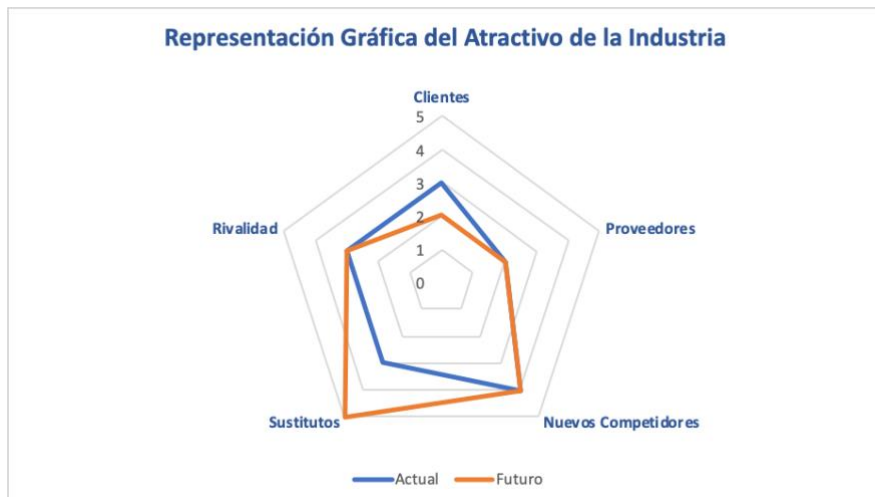 Representación Gráfica del Atractivo de la Industria
Clientes
5
4
3
2
1
0
Rivalidad
Proveedores
Sustitutos
Nuevos Competidores
Actual
Futuro